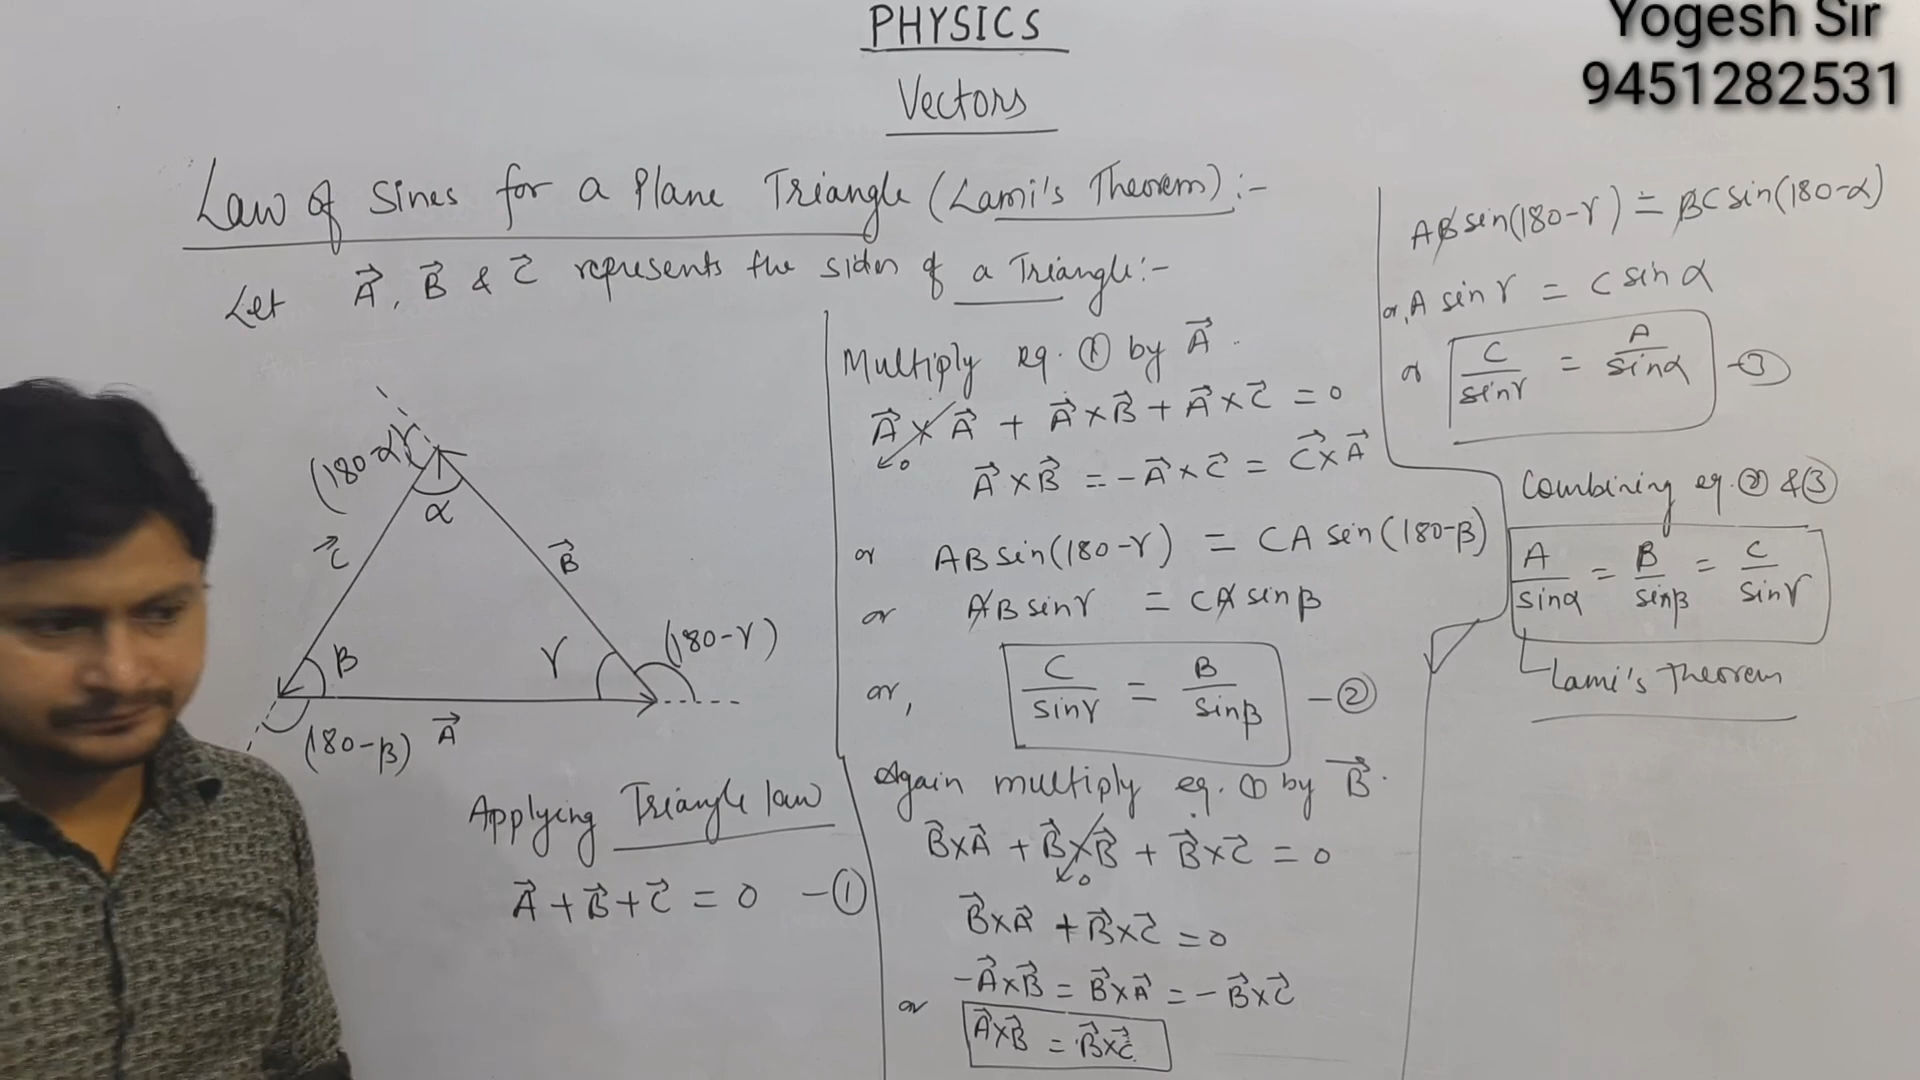 PHYSICS
Vectors
Yogesh Sir
9451282531
Law of Sines for a Plane Triangle (Lami's Theorem):-
Let A⃗, B⃗ & C⃗ represents the sides of a Triangle:-
(180-α)
α
C⃗
B⃗
β
γ
(180-γ)
(180-β)
A⃗
Applying Triangle law
A⃗+B⃗+C⃗ = 0 -①
Multiply eq. ① by A⃗.
A⃗×A⃗ + A⃗×B⃗ + A⃗×C⃗ = 0
↙0
A⃗×B⃗ = -A⃗×C⃗ = C⃗×A⃗
or AB sin(180-γ) = CA sin(180-β)
or AB sinγ = CA sinβ
or, C/sinγ = B/sinβ -②
Again multiply eq. ① by B⃗.
B⃗×A⃗ + B⃗×B⃗ + B⃗×C⃗ = 0
↙0
B⃗×A⃗ + B⃗×C⃗ = 0
-A⃗×B⃗ = B⃗×A⃗ = -B⃗×C⃗
or A⃗×B⃗ = B⃗×C⃗
AB sin(180-γ) = BC sin(180-α)
or, A sinγ = C sinα
or C/sinγ = A/sinα -③
Combining eq. ② & ③
A/sinα = B/sinβ = C/sinγ
Lami's Theorem